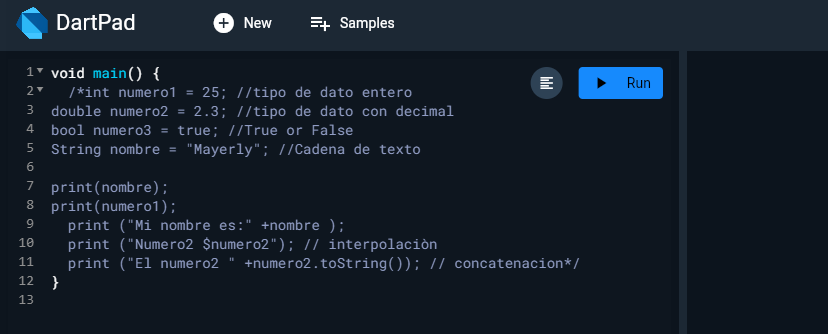 DartPad
New
Samples
1 void main() {
Run
2 /*int numero1 = 25; //tipo de dato entero
3 double numero2 = 2.3; //tipo de dato con decimal
4 bool numero3 = true; //True or False
5 String nombre = "Mayerly"; //Cadena de texto
6
7 print(nombre);
8 print(numero1);
9 print ("Mi nombre es:" +nombre );
10 print ("Numero2 $numero2"); // interpolaciòn
11 print ("El numero2 " +numero2.toString()); // concatenacion*/
12 }
13